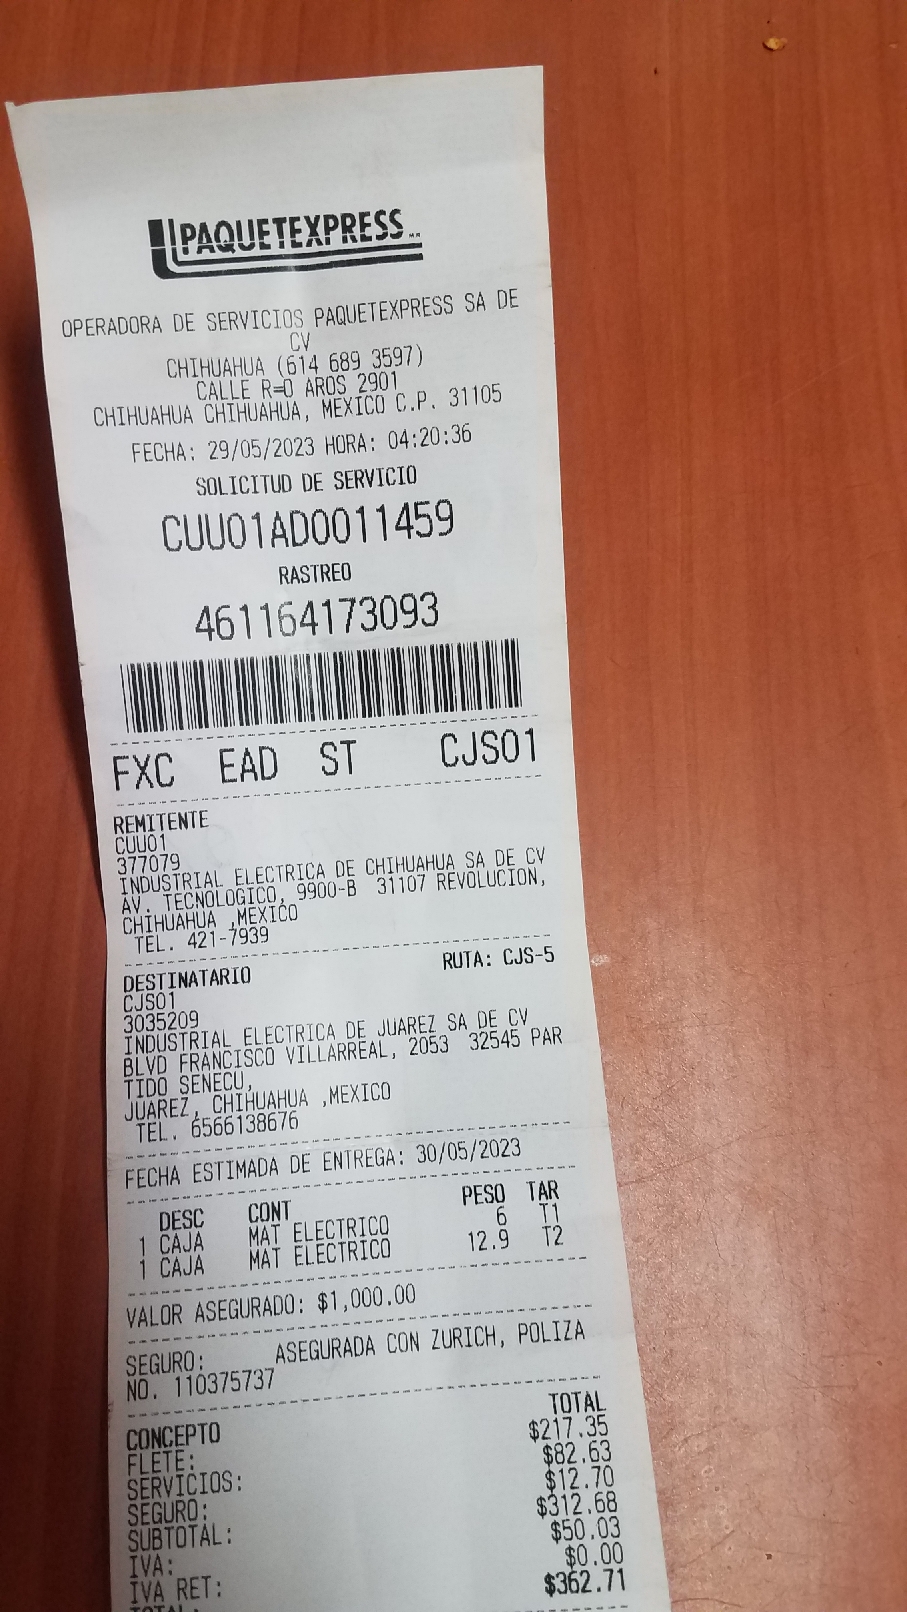 PAQUETEXPRESS
OPERADORA DE SERVICIOS PAQUETEXPRESS SA DE
CV
CHIHUAHUA (614 689 3597)
CALLE R=O AROS 2901
CHIHUAHUA CHIHUAHUA, MEXICO C.P. 31105
FECHA: 29/05/2023 HORA: 04:20:36
SOLICITUD DE SERVICIO
CUU01AD0011459
RASTREO
461164173093
FXC EAD ST CJS01
REMITENTE
CUU01
377079
INDUSTRIAL ELECTRICA DE CHIHUAHUA SA DE CV
AV. TECNOLOGICO, 9900-B 31107 REVOLUCION,
CHIHUAHUA ,MEXICO
TEL. 421-7939
DESTINATARIO RUTA: CJS-5
CJS01
3035209
INDUSTRIAL ELECTRICA DE JUAREZ SA DE CV
BLVD FRANCISCO VILLARREAL, 2053 32545 PAR
TIDO SENECU,
JUAREZ, CHIHUAHUA ,MEXICO
TEL. 6566138676
FECHA ESTIMADA DE ENTREGA: 30/05/2023
DESC CONT PESO TAR
1 CAJA MAT ELECTRICO 6 T1
1 CAJA MAT ELECTRICO 12.9 T2
VALOR ASEGURADO: $1,000.00
SEGURO: ASEGURADA CON ZURICH, POLIZA
NO. 110375737
CONCEPTO TOTAL
FLETE: $217.35
SERVICIOS: $82.63
SEGURO: $12.70
SUBTOTAL: $312.68
IVA: $50.03
IVA RET: $0.00
TOTAL: $362.71